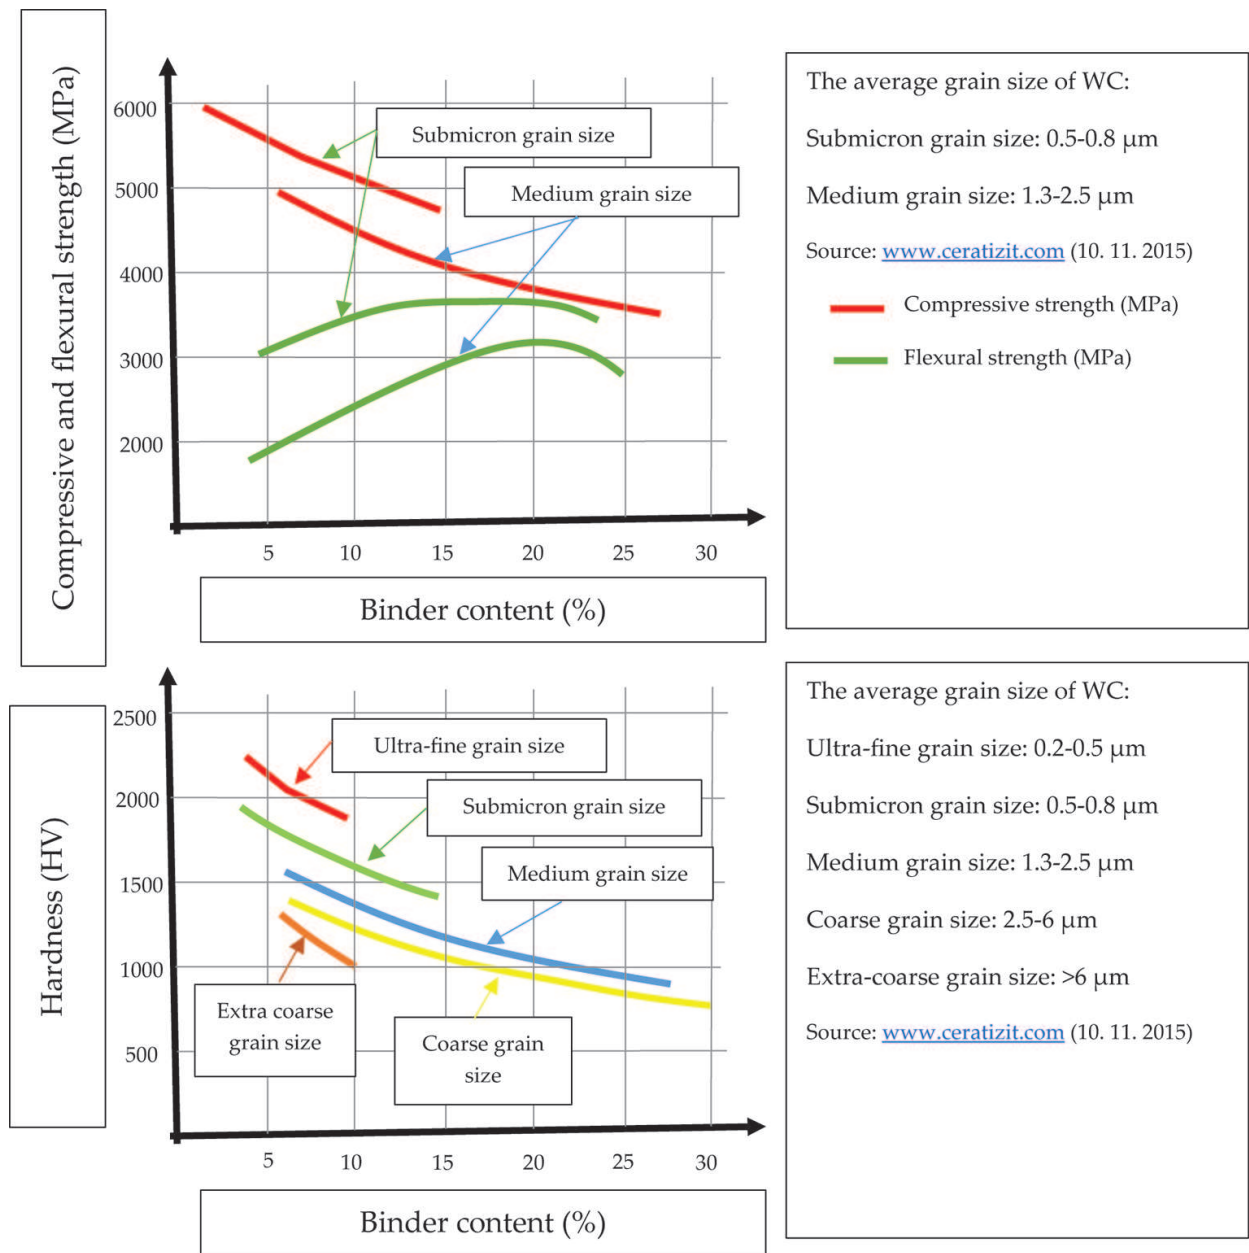 Compressive and flexural strength (MPa)
6000
5000
4000
3000
2000
Submicron grain size
Medium grain size
5 10 15 20 25 30
Binder content (%)
The average grain size of WC:
Submicron grain size: 0.5-0.8 μm
Medium grain size: 1.3-2.5 μm
Source: www.ceratizit.com (10. 11. 2015)
Compressive strength (MPa)
Flexural strength (MPa)
Hardness (HV)
2500
2000
1500
1000
500
Ultra-fine grain size
Submicron grain size
Medium grain size
Extra coarse
grain size
Coarse grain
size
5 10 15 20 25 30
Binder content (%)
The average grain size of WC:
Ultra-fine grain size: 0.2-0.5 μm
Submicron grain size: 0.5-0.8 μm
Medium grain size: 1.3-2.5 μm
Coarse grain size: 2.5-6 μm
Extra-coarse grain size: >6 μm
Source: www.ceratizit.com (10. 11. 2015)